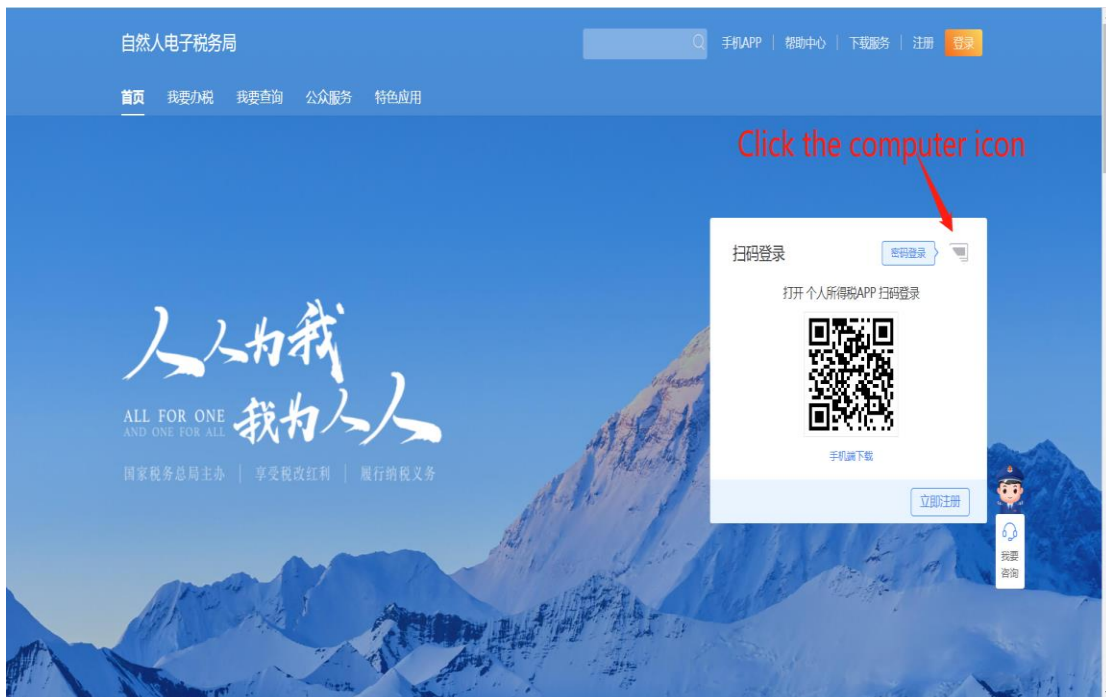 自然人电子税务局
手机APP | 帮助中心 | 下载服务 | 注册 登录
首页 我要办税 我要查询 公众服务 特色应用
Click the computer icon
扫码登录 密码登录
打开 个人所得税APP 扫码登录
手机端下载
立即注册
人人为我
我为人人
ALL FOR ONE
AND ONE FOR ALL
国家税务总局主办 | 享受税改红利 | 履行纳税义务
我要
咨询